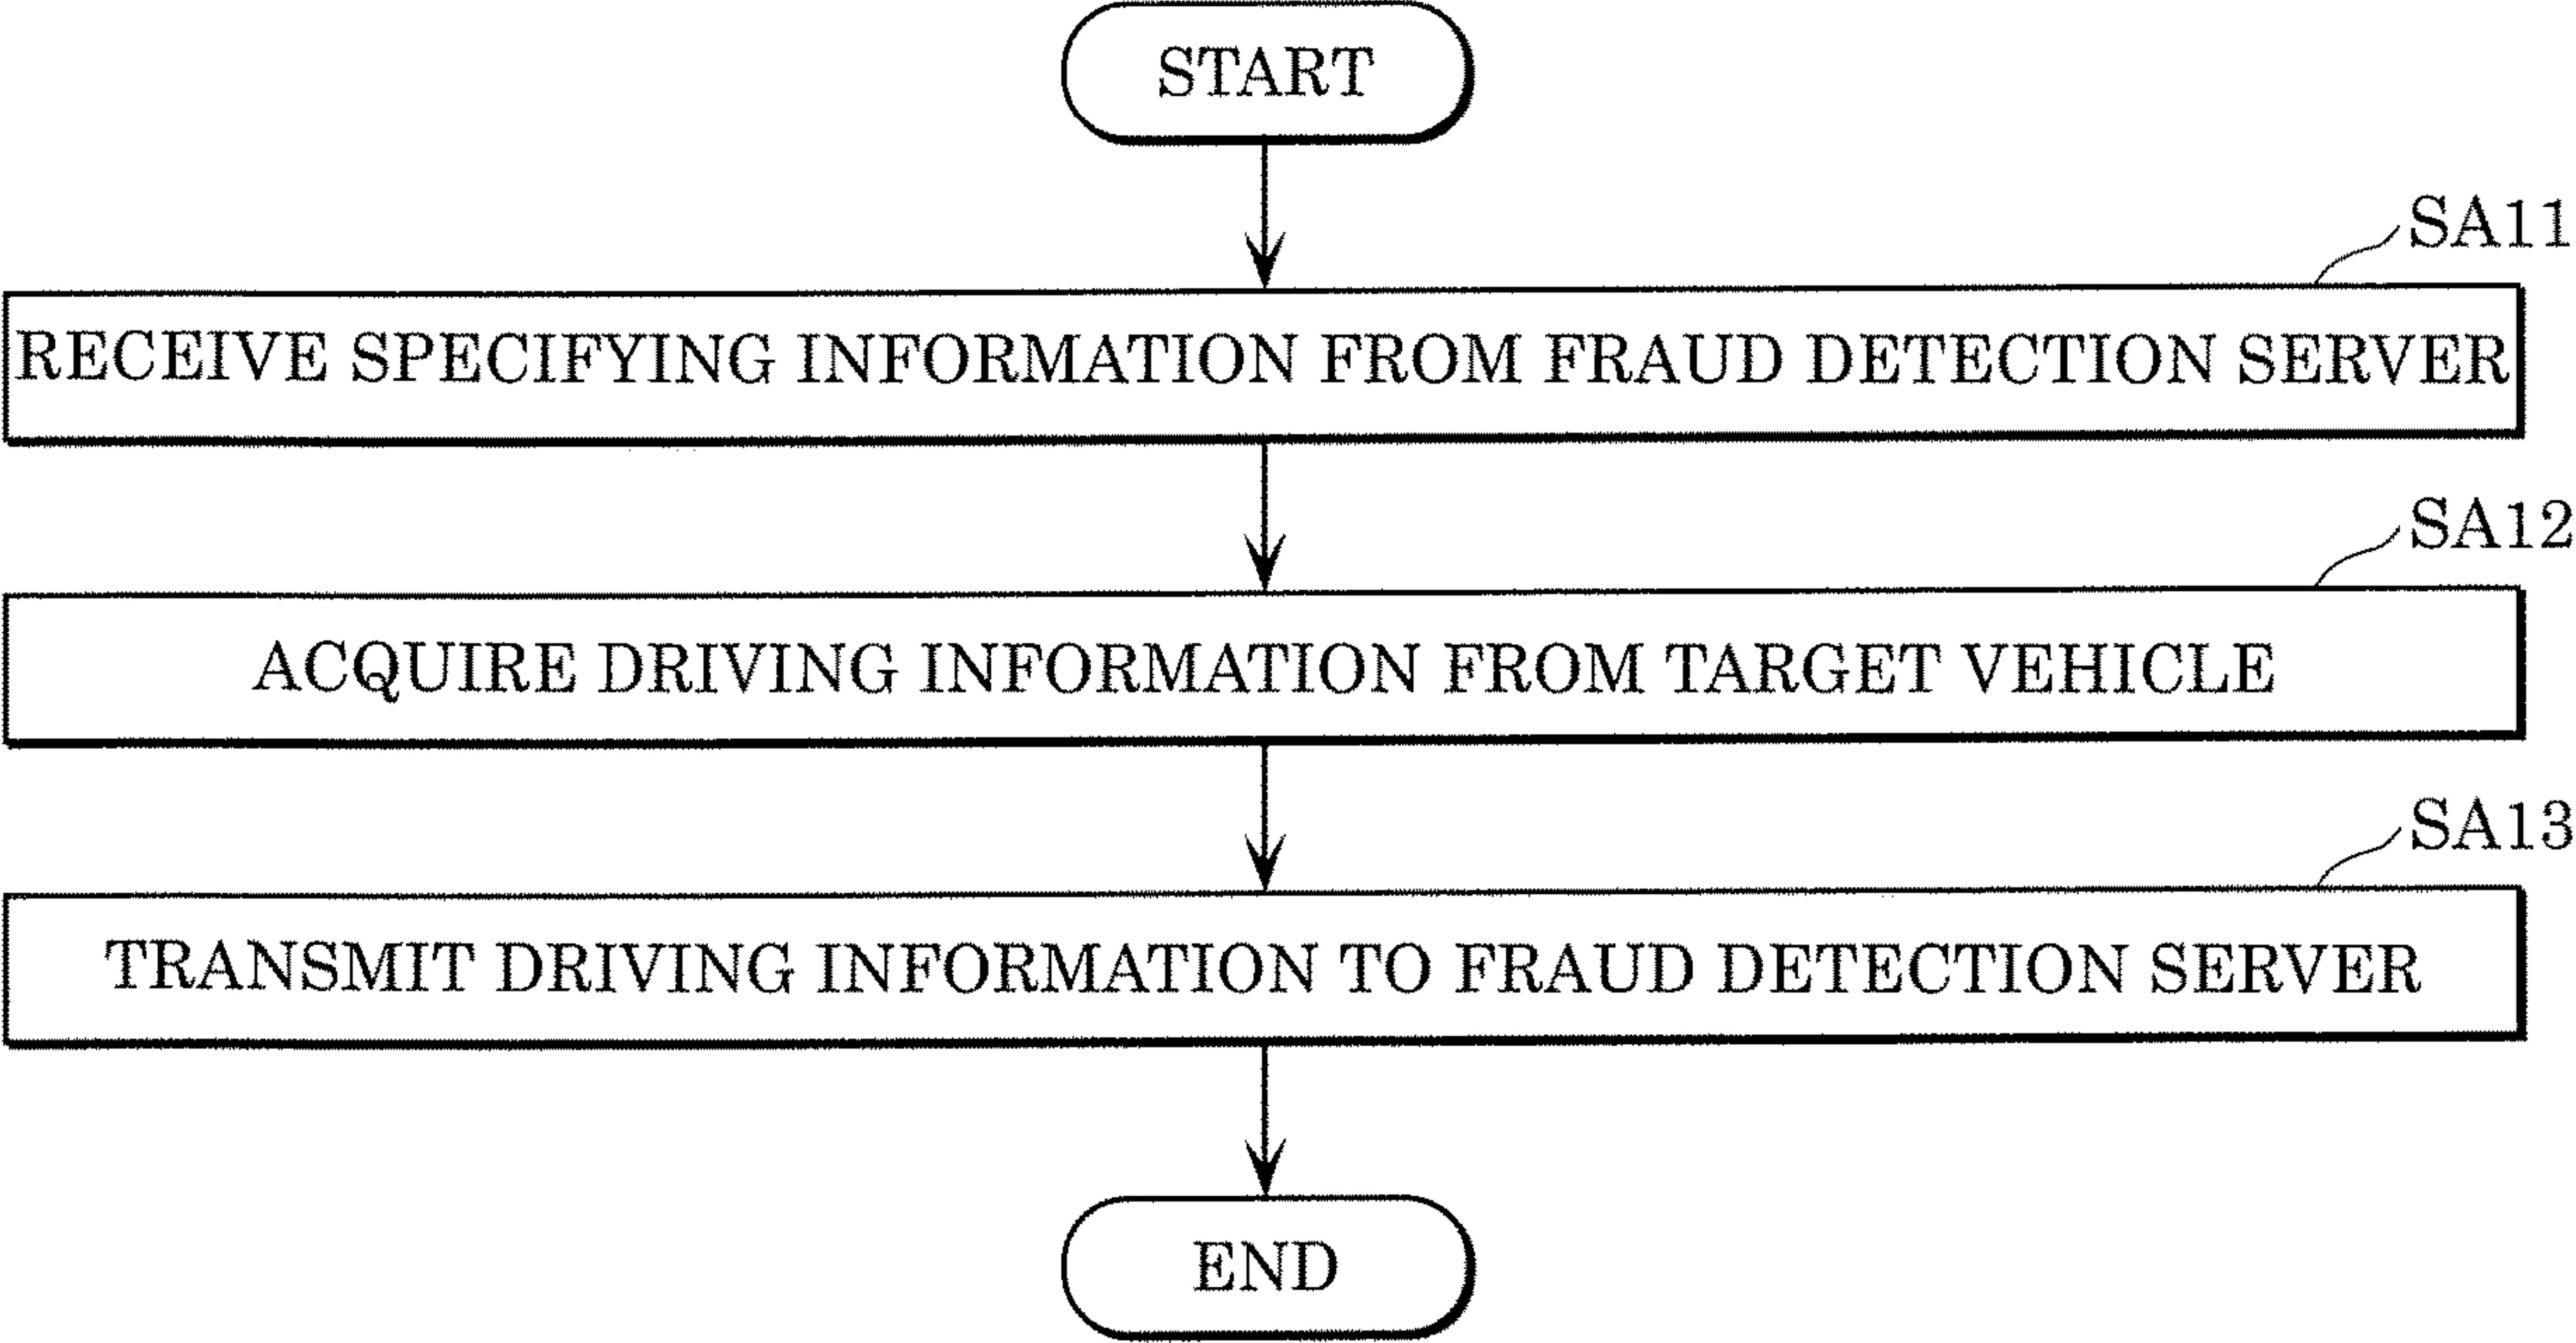 START
SA11
RECEIVE SPECIFYING INFORMATION FROM FRAUD DETECTION SERVER
SA12
ACQUIRE DRIVING INFORMATION FROM TARGET VEHICLE
SA13
TRANSMIT DRIVING INFORMATION TO FRAUD DETECTION SERVER
END